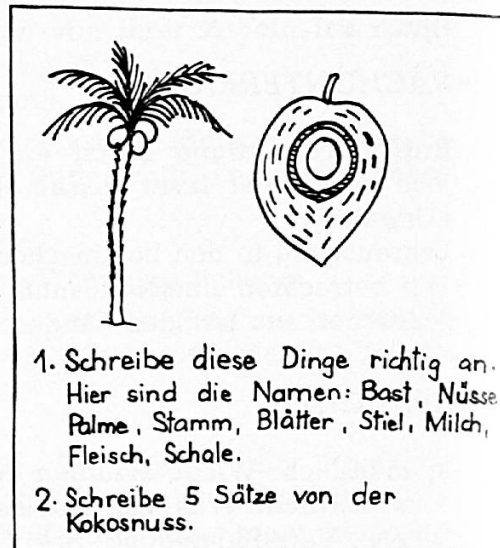 1. Schreibe diese Dinge richtig an.
Hier sind die Namen: Bast, Nüsse
Palme, Stamm, Blätter, Stiel, Milch,
Fleisch, Schale.
2. Schreibe 5 Sätze von der
Kokosnuss.